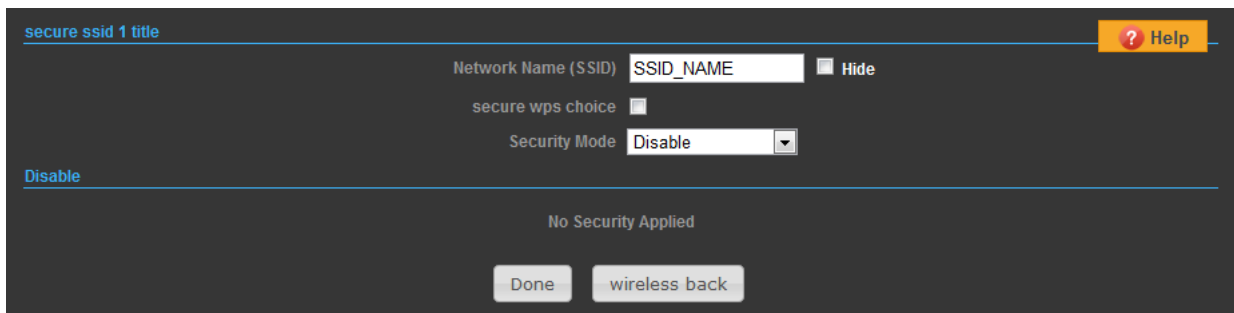 secure ssid 1 title
? Help
Network Name (SSID) SSID_NAME Hide
secure wps choice
Security Mode Disable
Disable
No Security Applied
Done wireless back